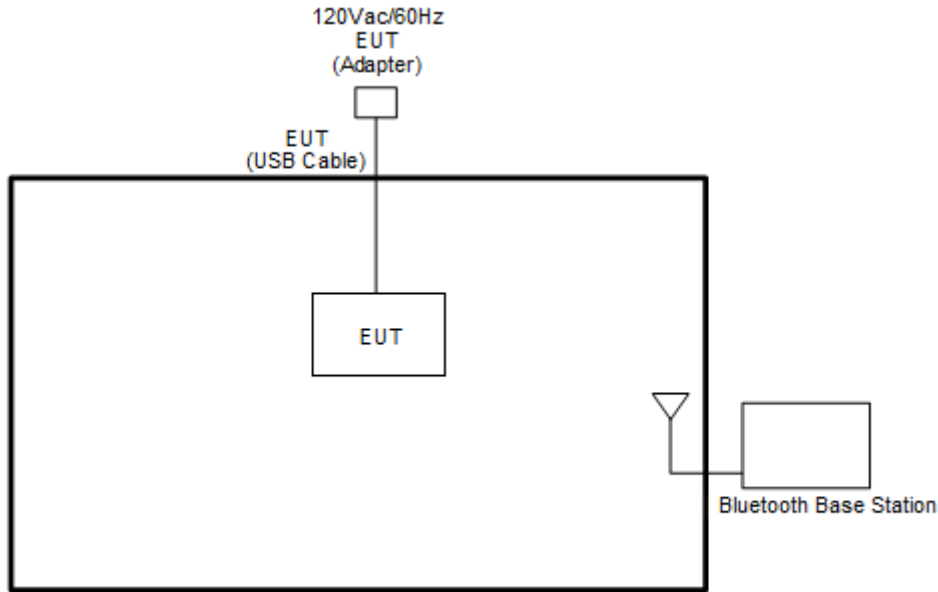 120Vac/60Hz
EUT
(Adapter)
EUT
(USB Cable)
EUT
Bluetooth Base Station